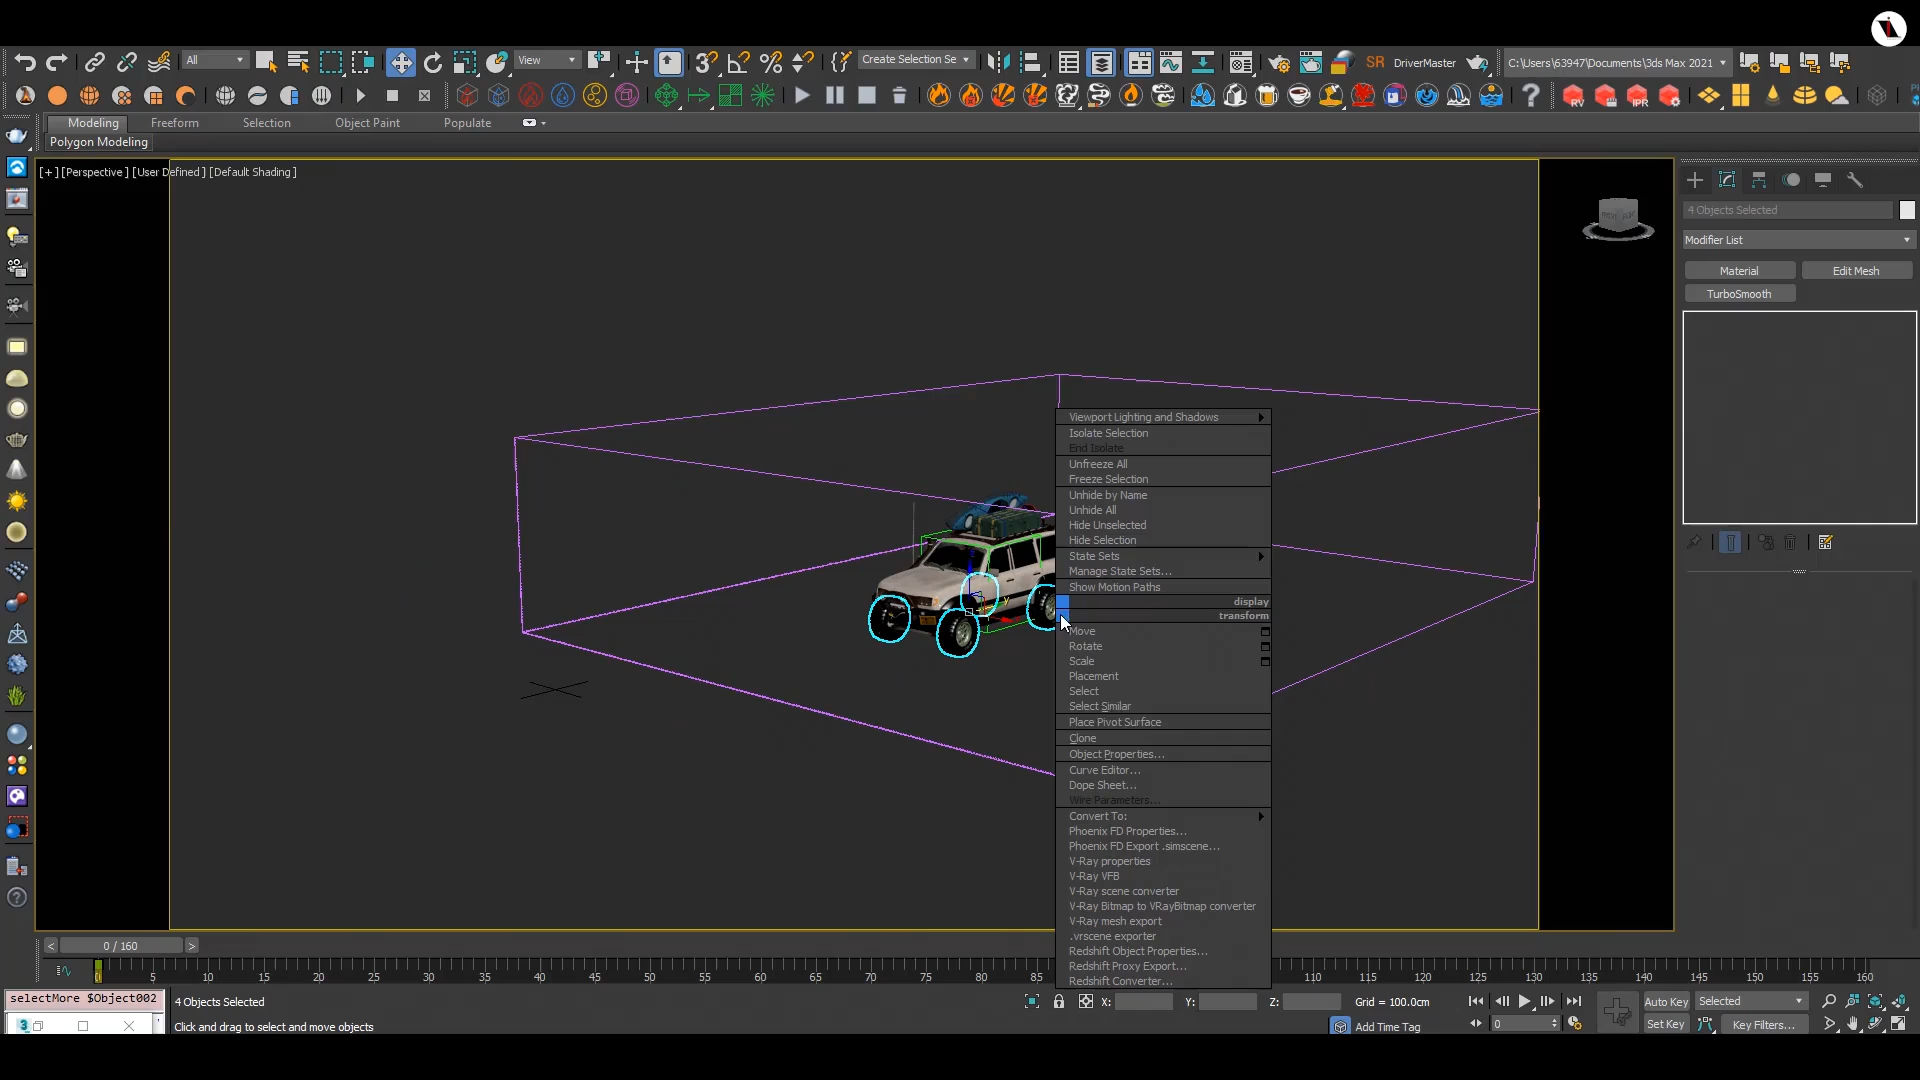 All
View
Create Selection Se
SR DriverMaster
C:\Users\63947\Documents\3ds Max 2021
RV
IPR
Modeling Freeform Selection Object Paint Populate
Polygon Modeling
[+] [Perspective] [User Defined] [Default Shading]
4 Objects Selected
Modifier List
Material Edit Mesh
TurboSmooth
Viewport Lighting and Shadows
Isolate Selection
End Isolate
Unfreeze All
Freeze Selection
Unhide by Name
Unhide All
Hide Unselected
Hide Selection
State Sets
Manage State Sets...
Show Motion Paths
display
transform
Move
Rotate
Scale
Placement
Select
Select Similar
Place Pivot Surface
Clone
Object Properties...
Curve Editor...
Dope Sheet...
Wire Parameters...
Convert To:
Phoenix FD Properties...
Phoenix FD Export .simscene...
V-Ray properties
V-Ray VFB
V-Ray scene converter
V-Ray Bitmap to VRayBitmap converter
V-Ray mesh export
.vrscene exporter
Redshift Object Properties...
Redshift Proxy Export...
Redshift Converter...
< 0 / 160 >
5 10 15 20 25 30 35 40 45 50 55 60 65 70 75 80 85 110 115 120 125 130 135 140 145 150 155 160
selectMore $Object002
4 Objects Selected
X: Y: Z: Grid = 100.0cm
Auto Key Selected
Click and drag to select and move objects
Add Time Tag
0
Set Key Key Filters...